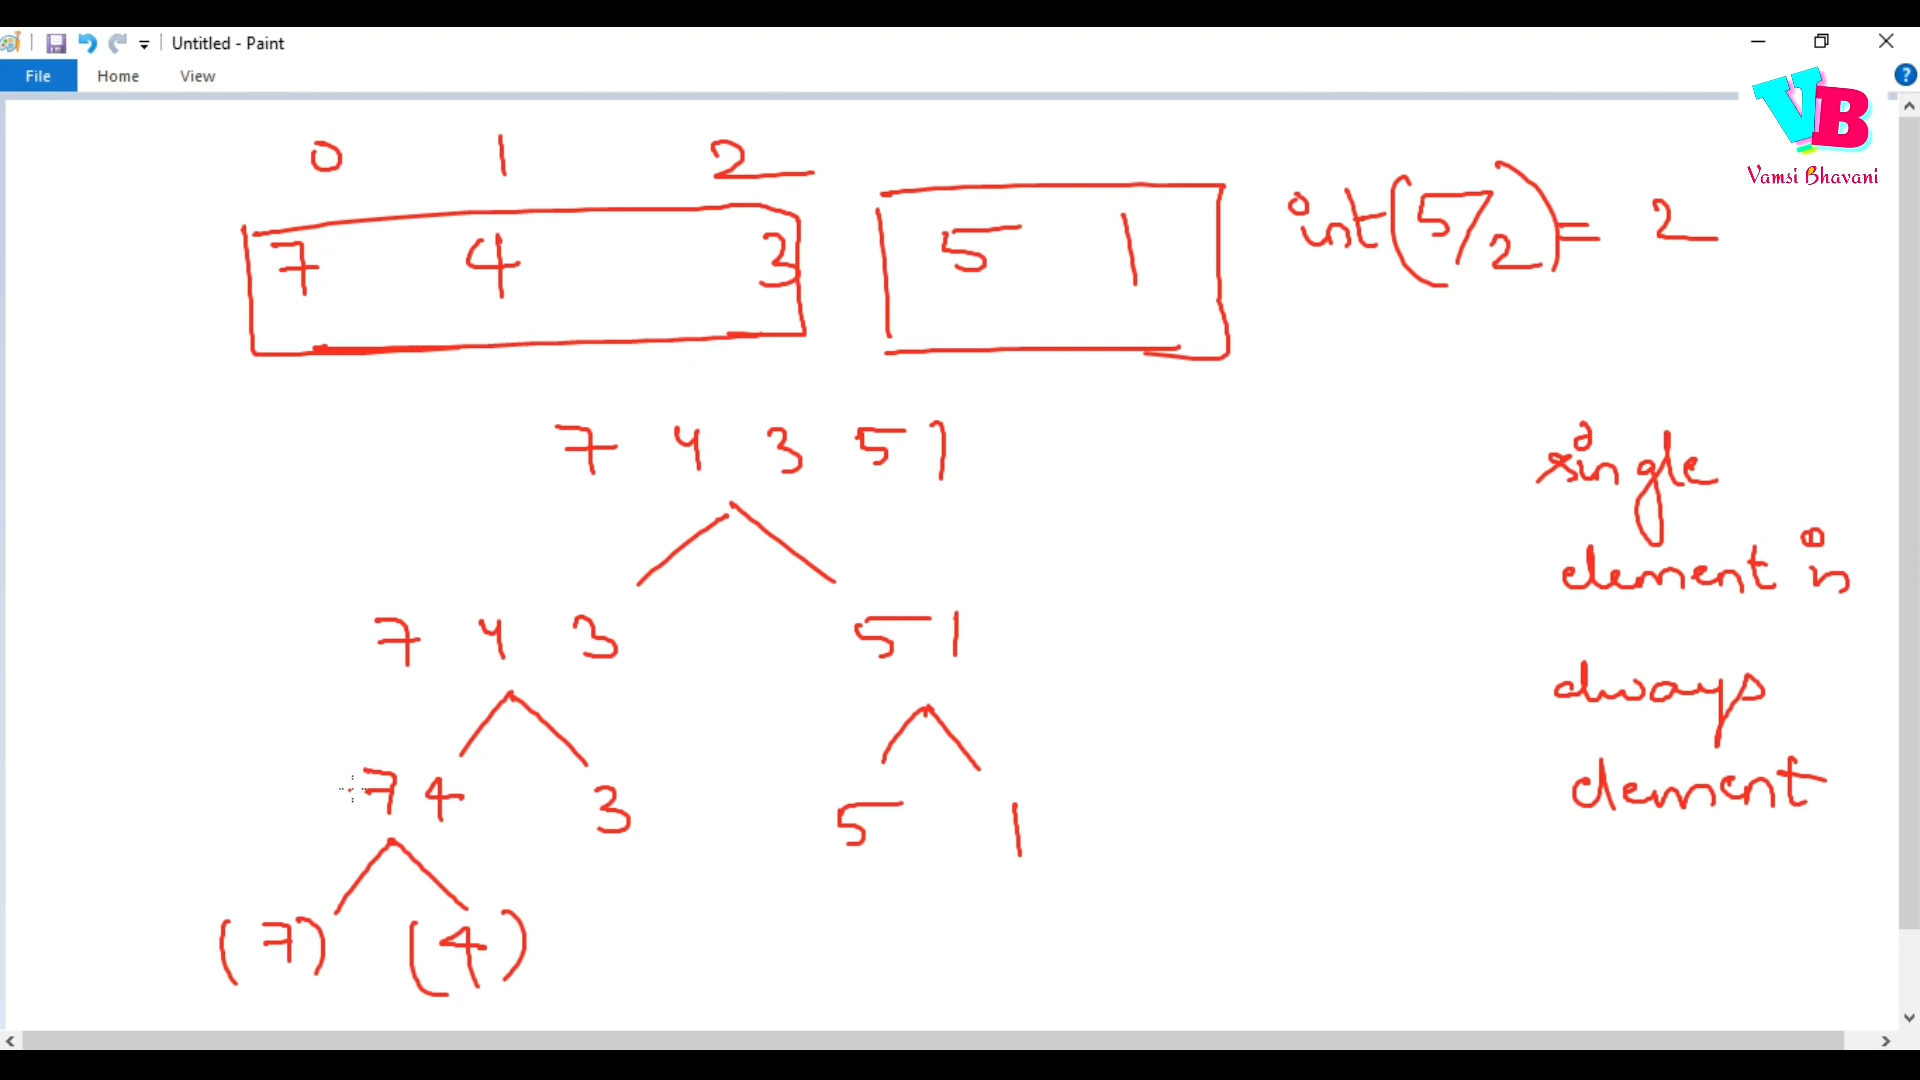 Untitled - Paint
File Home View
VB
Vamsi Bhavani
0 1 2
7 4 3 5 1
int(5/2) = 2
7 4 3 5 1
single
element is
always
element
7 4 3 5 1
7 4 3 5 1
(7) (4)